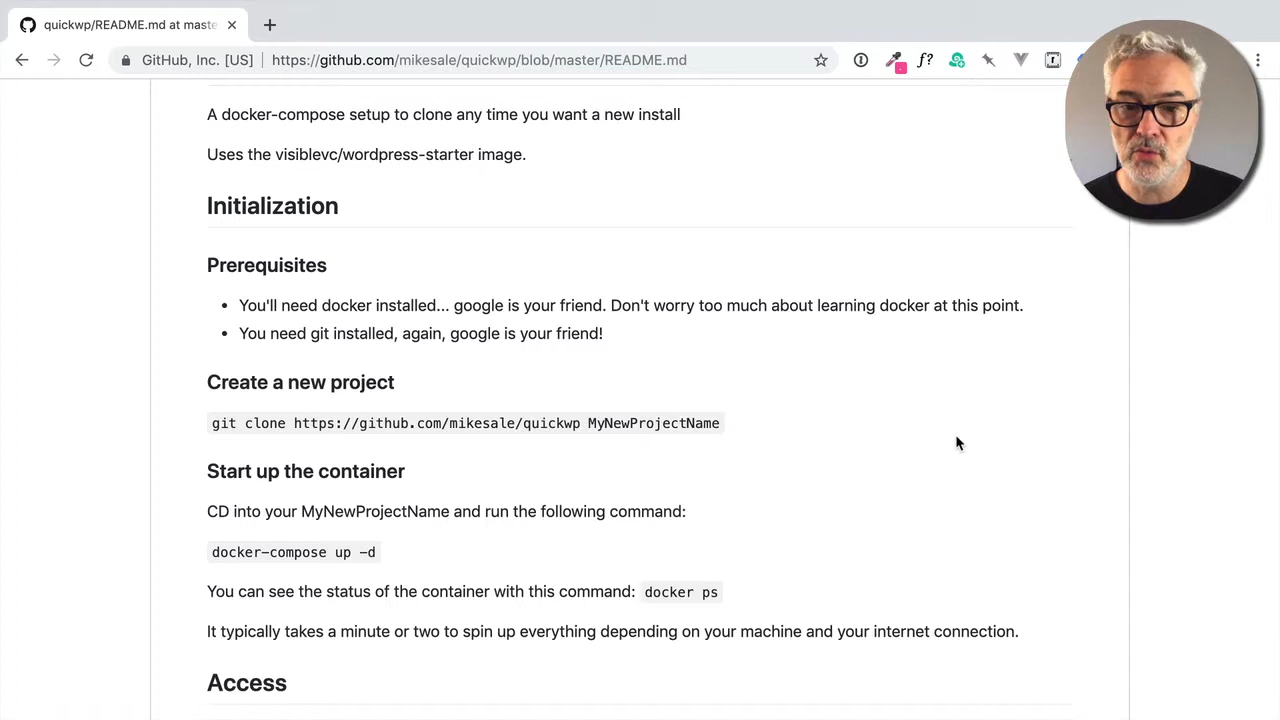 quickwp/README.md at maste
GitHub, Inc. [US]
https://github.com/mikesale/quickwp/blob/master/README.md
f?
A docker-compose setup to clone any time you want a new install
Uses the visiblevc/wordpress-starter image.
Initialization
Prerequisites
• You'll need docker installed... google is your friend. Don't worry too much about learning docker at this point.
• You need git installed, again, google is your friend!
Create a new project
git clone https://github.com/mikesale/quickwp MyNewProjectName
Start up the container
CD into your MyNewProjectName and run the following command:
docker-compose up -d
You can see the status of the container with this command: docker ps
It typically takes a minute or two to spin up everything depending on your machine and your internet connection.
Access